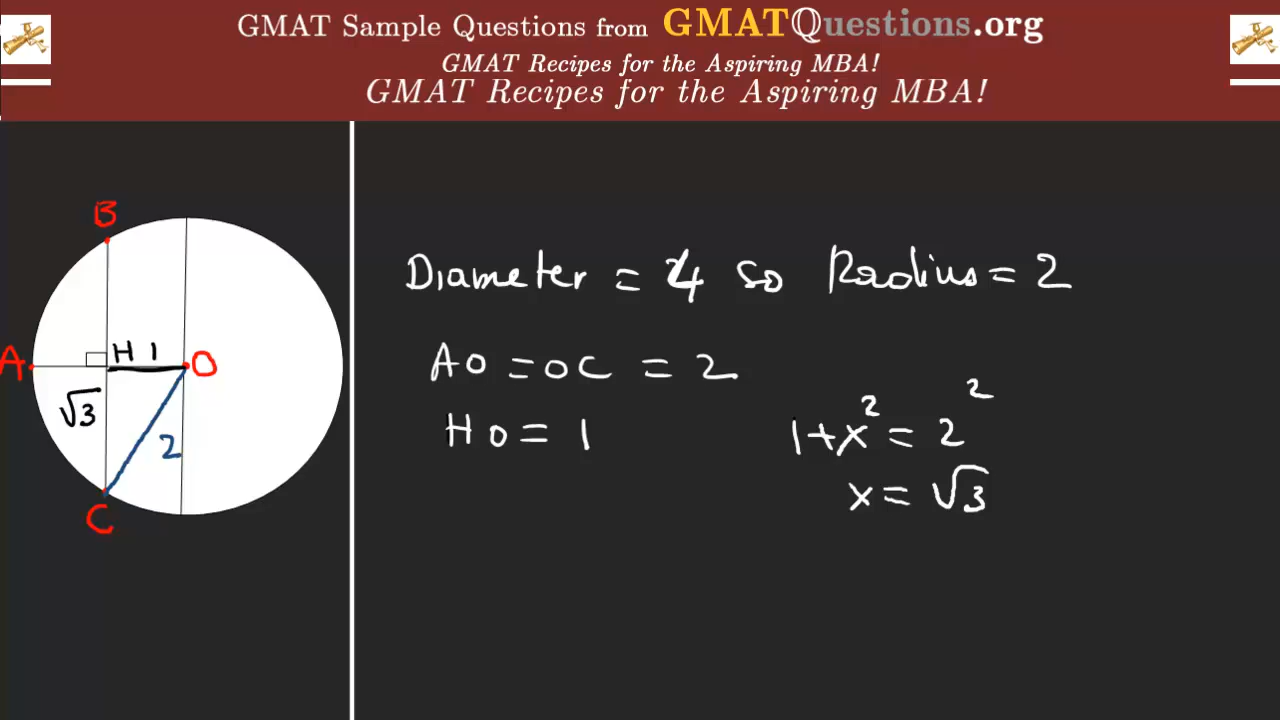 GMAT Sample Questions from GMATQuestions.org
GMAT Recipes for the Aspiring MBA!
GMAT Recipes for the Aspiring MBA!
B
A
H 1
O
√3
2
C
Diameter = 4 so Radius = 2
AO = OC = 2
HO = 1
1+x² = 2²
x = √3